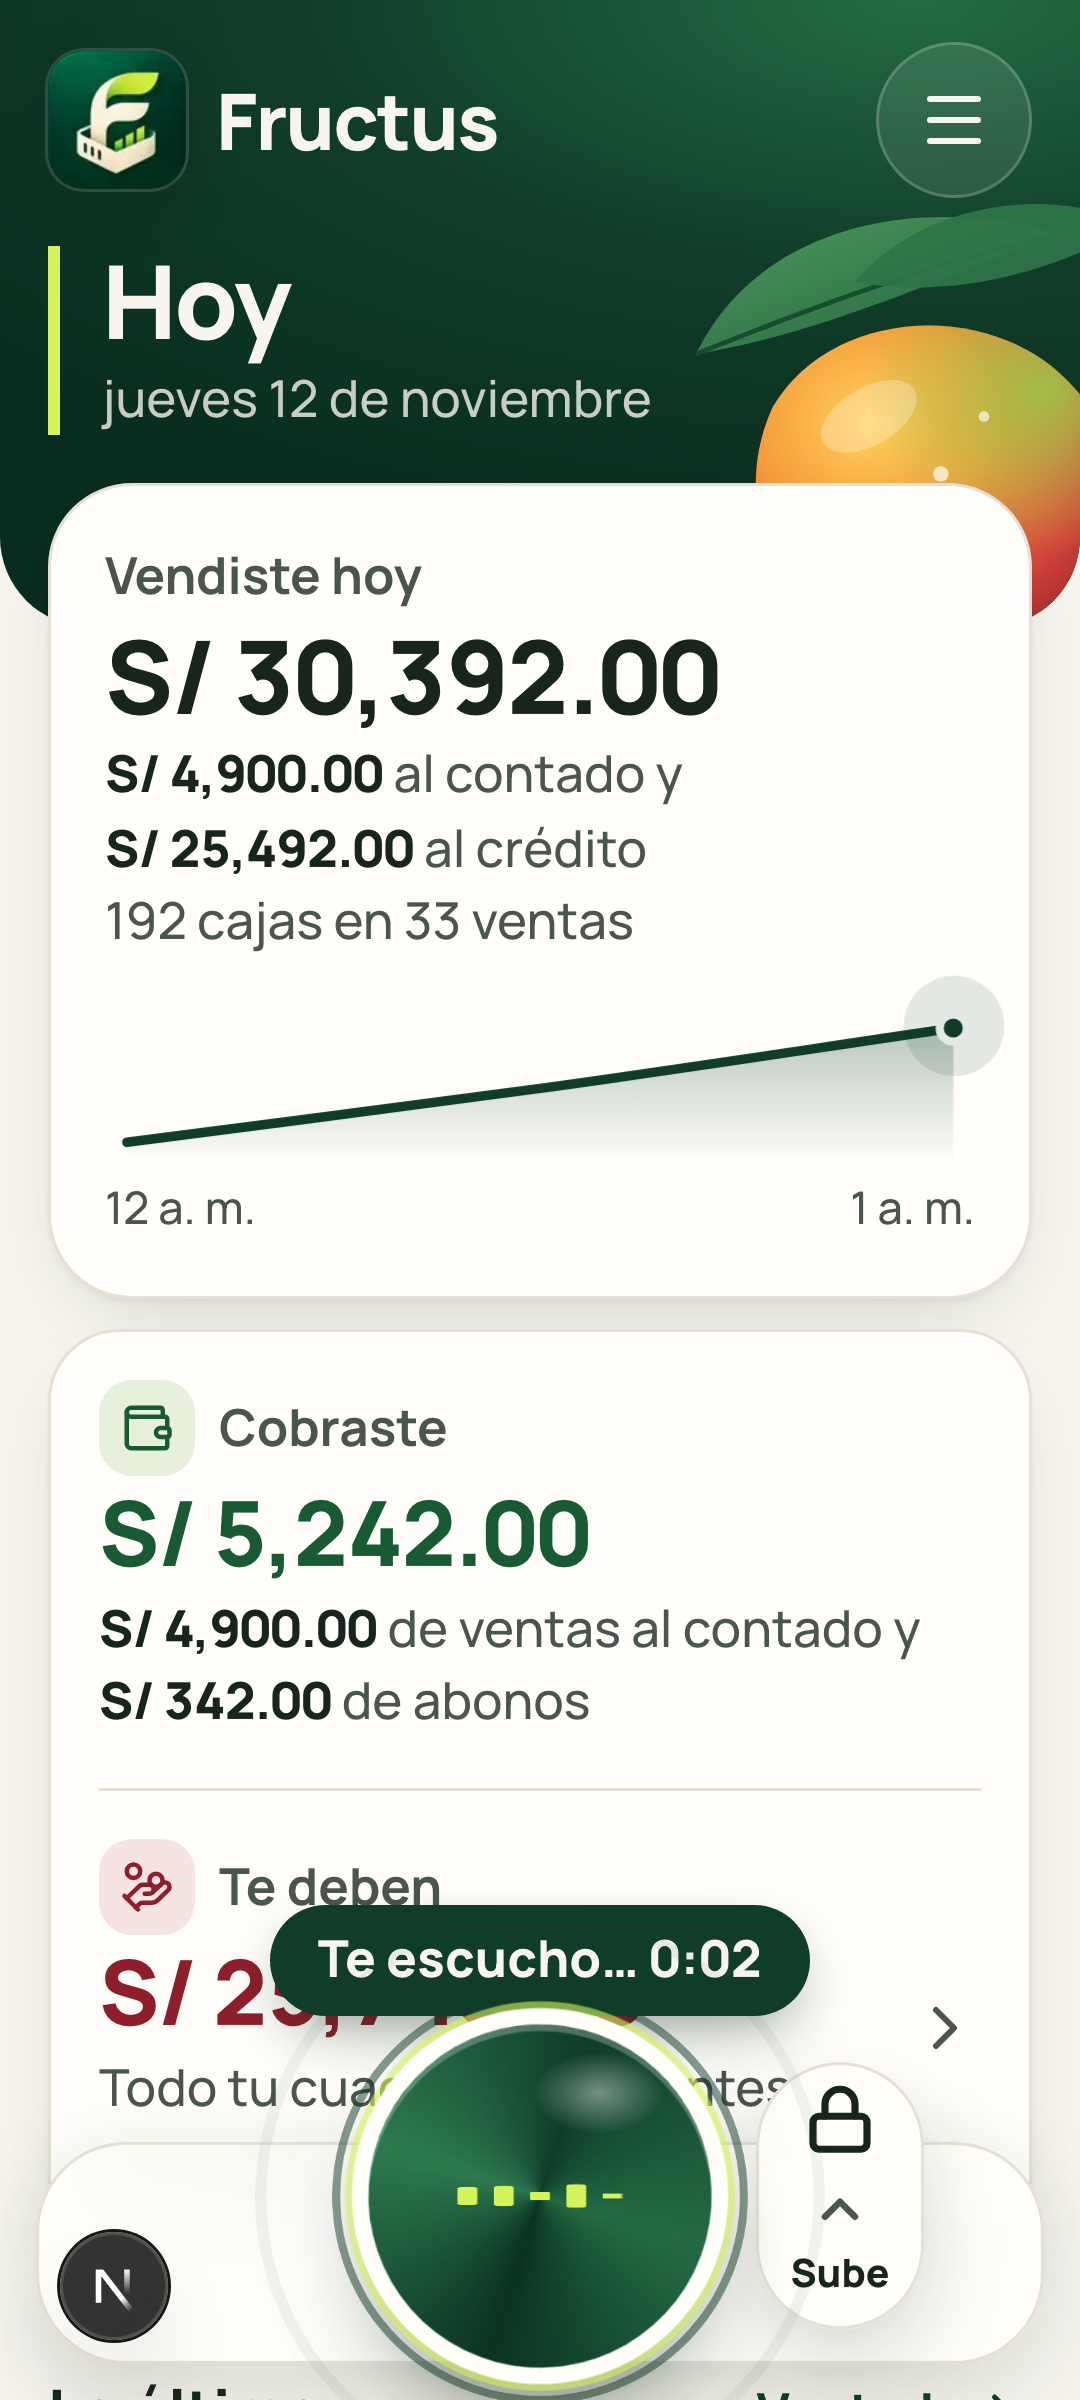 Fructus
Hoy
jueves 12 de noviembre
Vendiste hoy
S/ 30,392.00
S/ 4,900.00 al contado y
S/ 25,492.00 al crédito
192 cajas en 33 ventas
12 a. m.
1 a. m.
Cobraste
S/ 5,242.00
S/ 4,900.00 de ventas al contado y
S/ 342.00 de abonos
Te deben
Te escucho... 0:02
S/
Todo tu
Sube
N